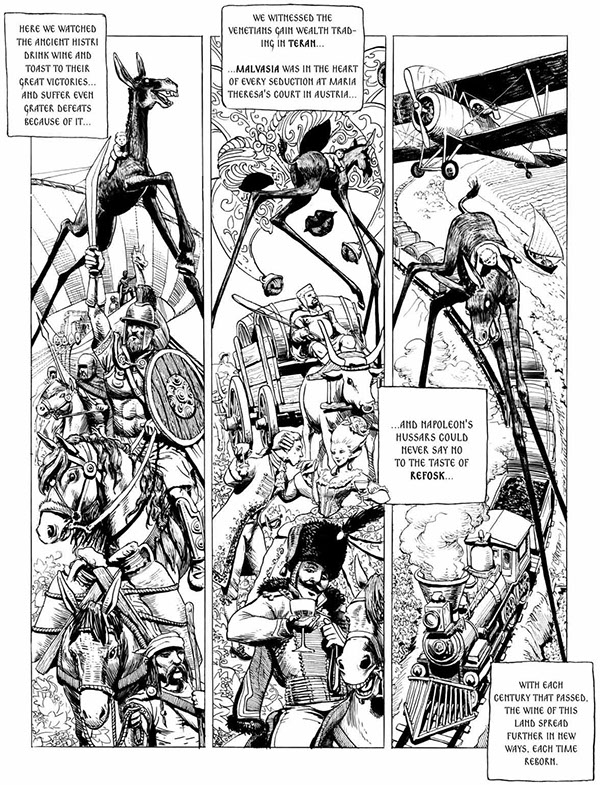 HERE WE WATCHED
THE ANCIENT HISTRI
DRINK WINE AND
TOAST TO THEIR
GREAT VICTORIES...
AND SUFFER EVEN
GRATER DEFEATS
BECAUSE OF IT...
WE WITNESSED THE
VENETIANS GAIN WEALTH TRAD-
ING IN TERAN...
...MALVASIA WAS IN THE HEART
OF EVERY SEDUCTION AT MARIA
THERESA'S COURT IN AUSTRIA...
...AND NAPOLEON'S
HUSSARS COULD
NEVER SAY NO
TO THE TASTE OF
REFOSK...
WITH EACH
CENTURY THAT PASSED,
THE WINE OF THIS
LAND SPREAD
FURTHER IN NEW
WAYS, EACH TIME
REBORN.